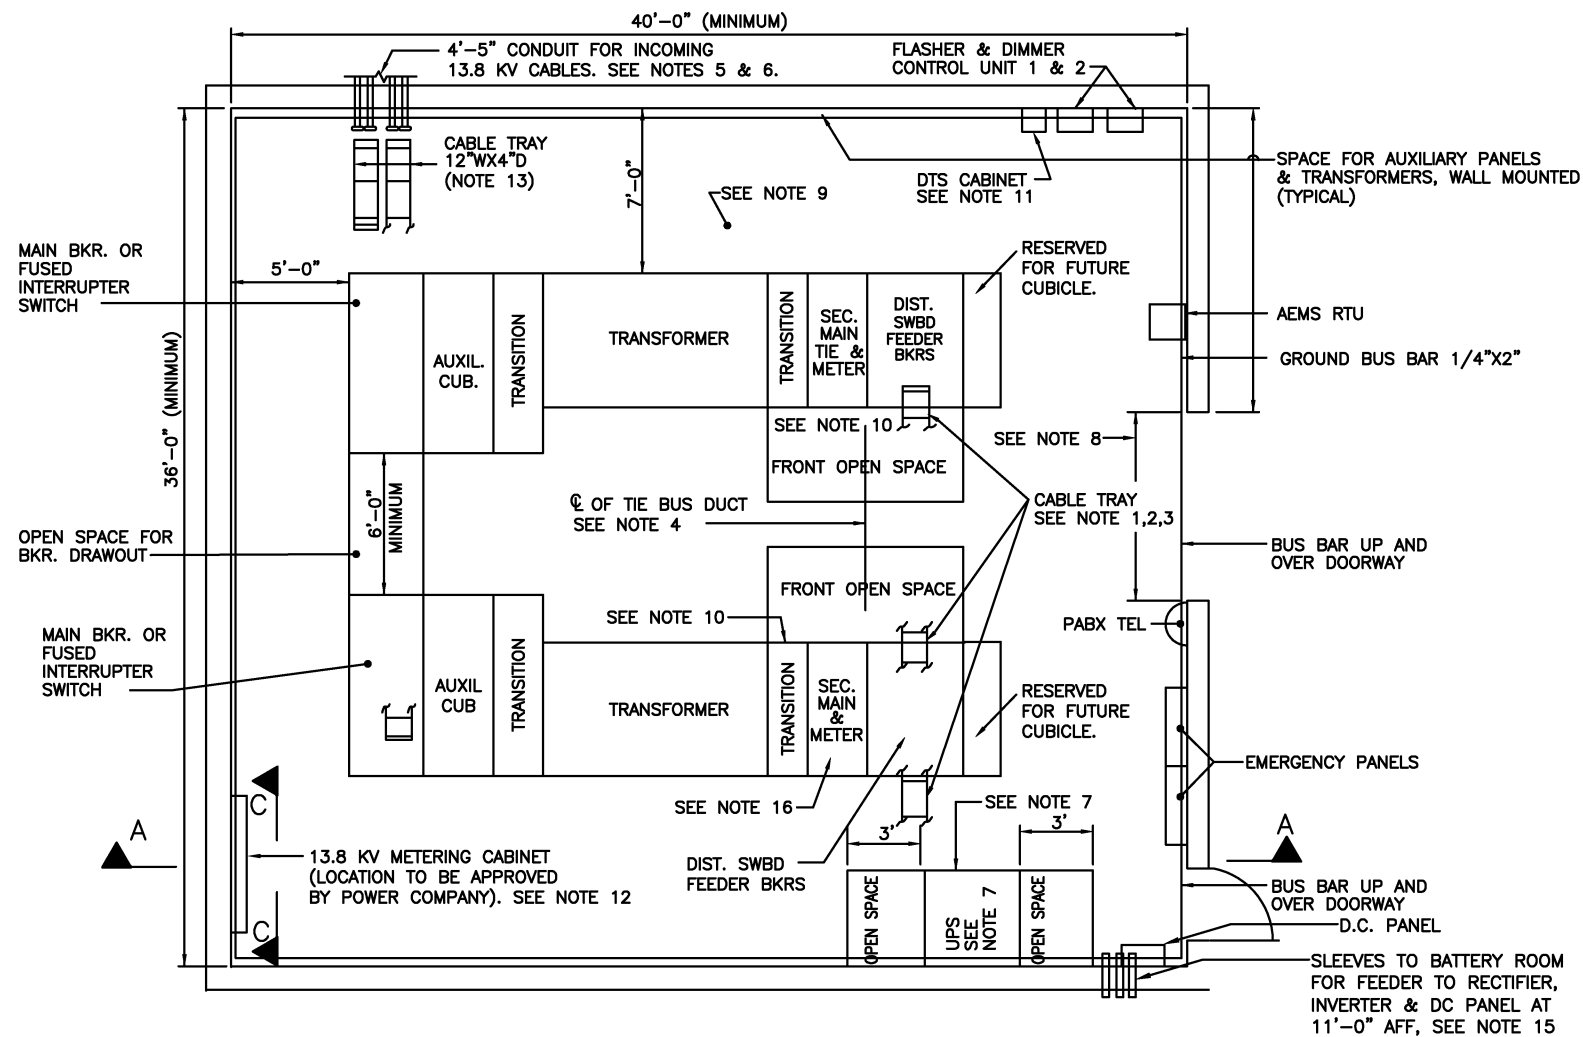 40'-0" (MINIMUM)
4'-5" CONDUIT FOR INCOMING
13.8 KV CABLES. SEE NOTES 5 & 6.
FLASHER & DIMMER
CONTROL UNIT 1 & 2
CABLE TRAY
12"WX4"D
(NOTE 13)
7'-0"
SEE NOTE 9
DTS CABINET
SEE NOTE 11
SPACE FOR AUXILIARY PANELS
& TRANSFORMERS, WALL MOUNTED
(TYPICAL)
MAIN BKR. OR
FUSED
INTERRUPTER
SWITCH
5'-0"
RESERVED
FOR FUTURE
CUBICLE.
AUXIL.
CUB.
TRANSITION
TRANSFORMER
TRANSITION
SEC.
MAIN
TIE &
METER
DIST.
SWBD
FEEDER
BKRS
AEMS RTU
GROUND BUS BAR 1/4"X2"
36'-0" (MINIMUM)
SEE NOTE 10
SEE NOTE 8
FRONT OPEN SPACE
6'-0"
MINIMUM
℄ OF TIE BUS DUCT
SEE NOTE 4
CABLE TRAY
SEE NOTE 1,2,3
OPEN SPACE FOR
BKR. DRAWOUT
BUS BAR UP AND
OVER DOORWAY
FRONT OPEN SPACE
SEE NOTE 10
PABX TEL
MAIN BKR. OR
FUSED
INTERRUPTER
SWITCH
AUXIL
CUB
TRANSITION
TRANSFORMER
TRANSITION
SEC.
MAIN
&
METER
RESERVED
FOR FUTURE
CUBICLE.
EMERGENCY PANELS
SEE NOTE 16
SEE NOTE 7
C
A
3'
3'
A
13.8 KV METERING CABINET
(LOCATION TO BE APPROVED
BY POWER COMPANY). SEE NOTE 12
DIST. SWBD
FEEDER BKRS
OPEN SPACE
UPS
SEE
NOTE 7
OPEN SPACE
BUS BAR UP AND
OVER DOORWAY
C
D.C. PANEL
SLEEVES TO BATTERY ROOM
FOR FEEDER TO RECTIFIER,
INVERTER & DC PANEL AT
11'-0" AFF, SEE NOTE 15